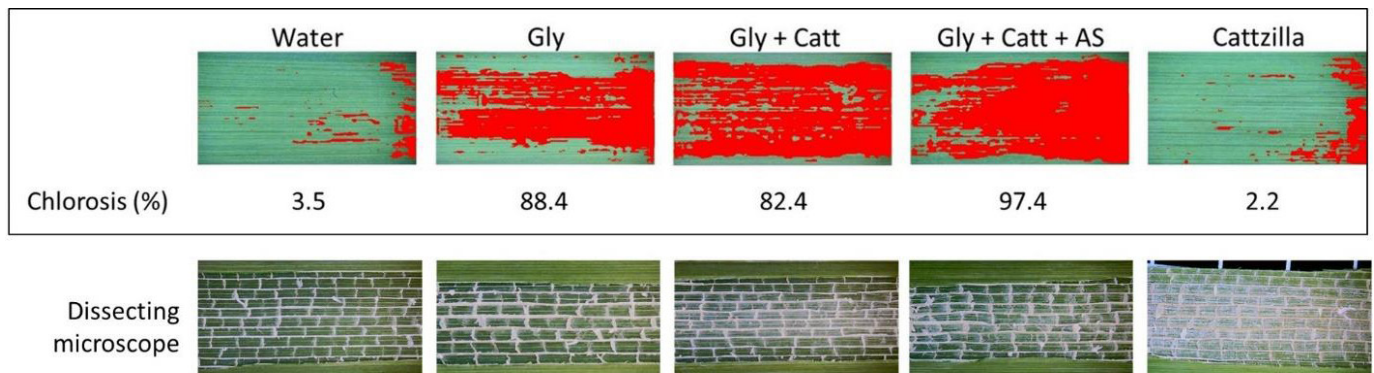 Water Gly Gly + Catt Gly + Catt + AS Cattzilla
Chlorosis (%) 3.5 88.4 82.4 97.4 2.2
Dissecting
microscope